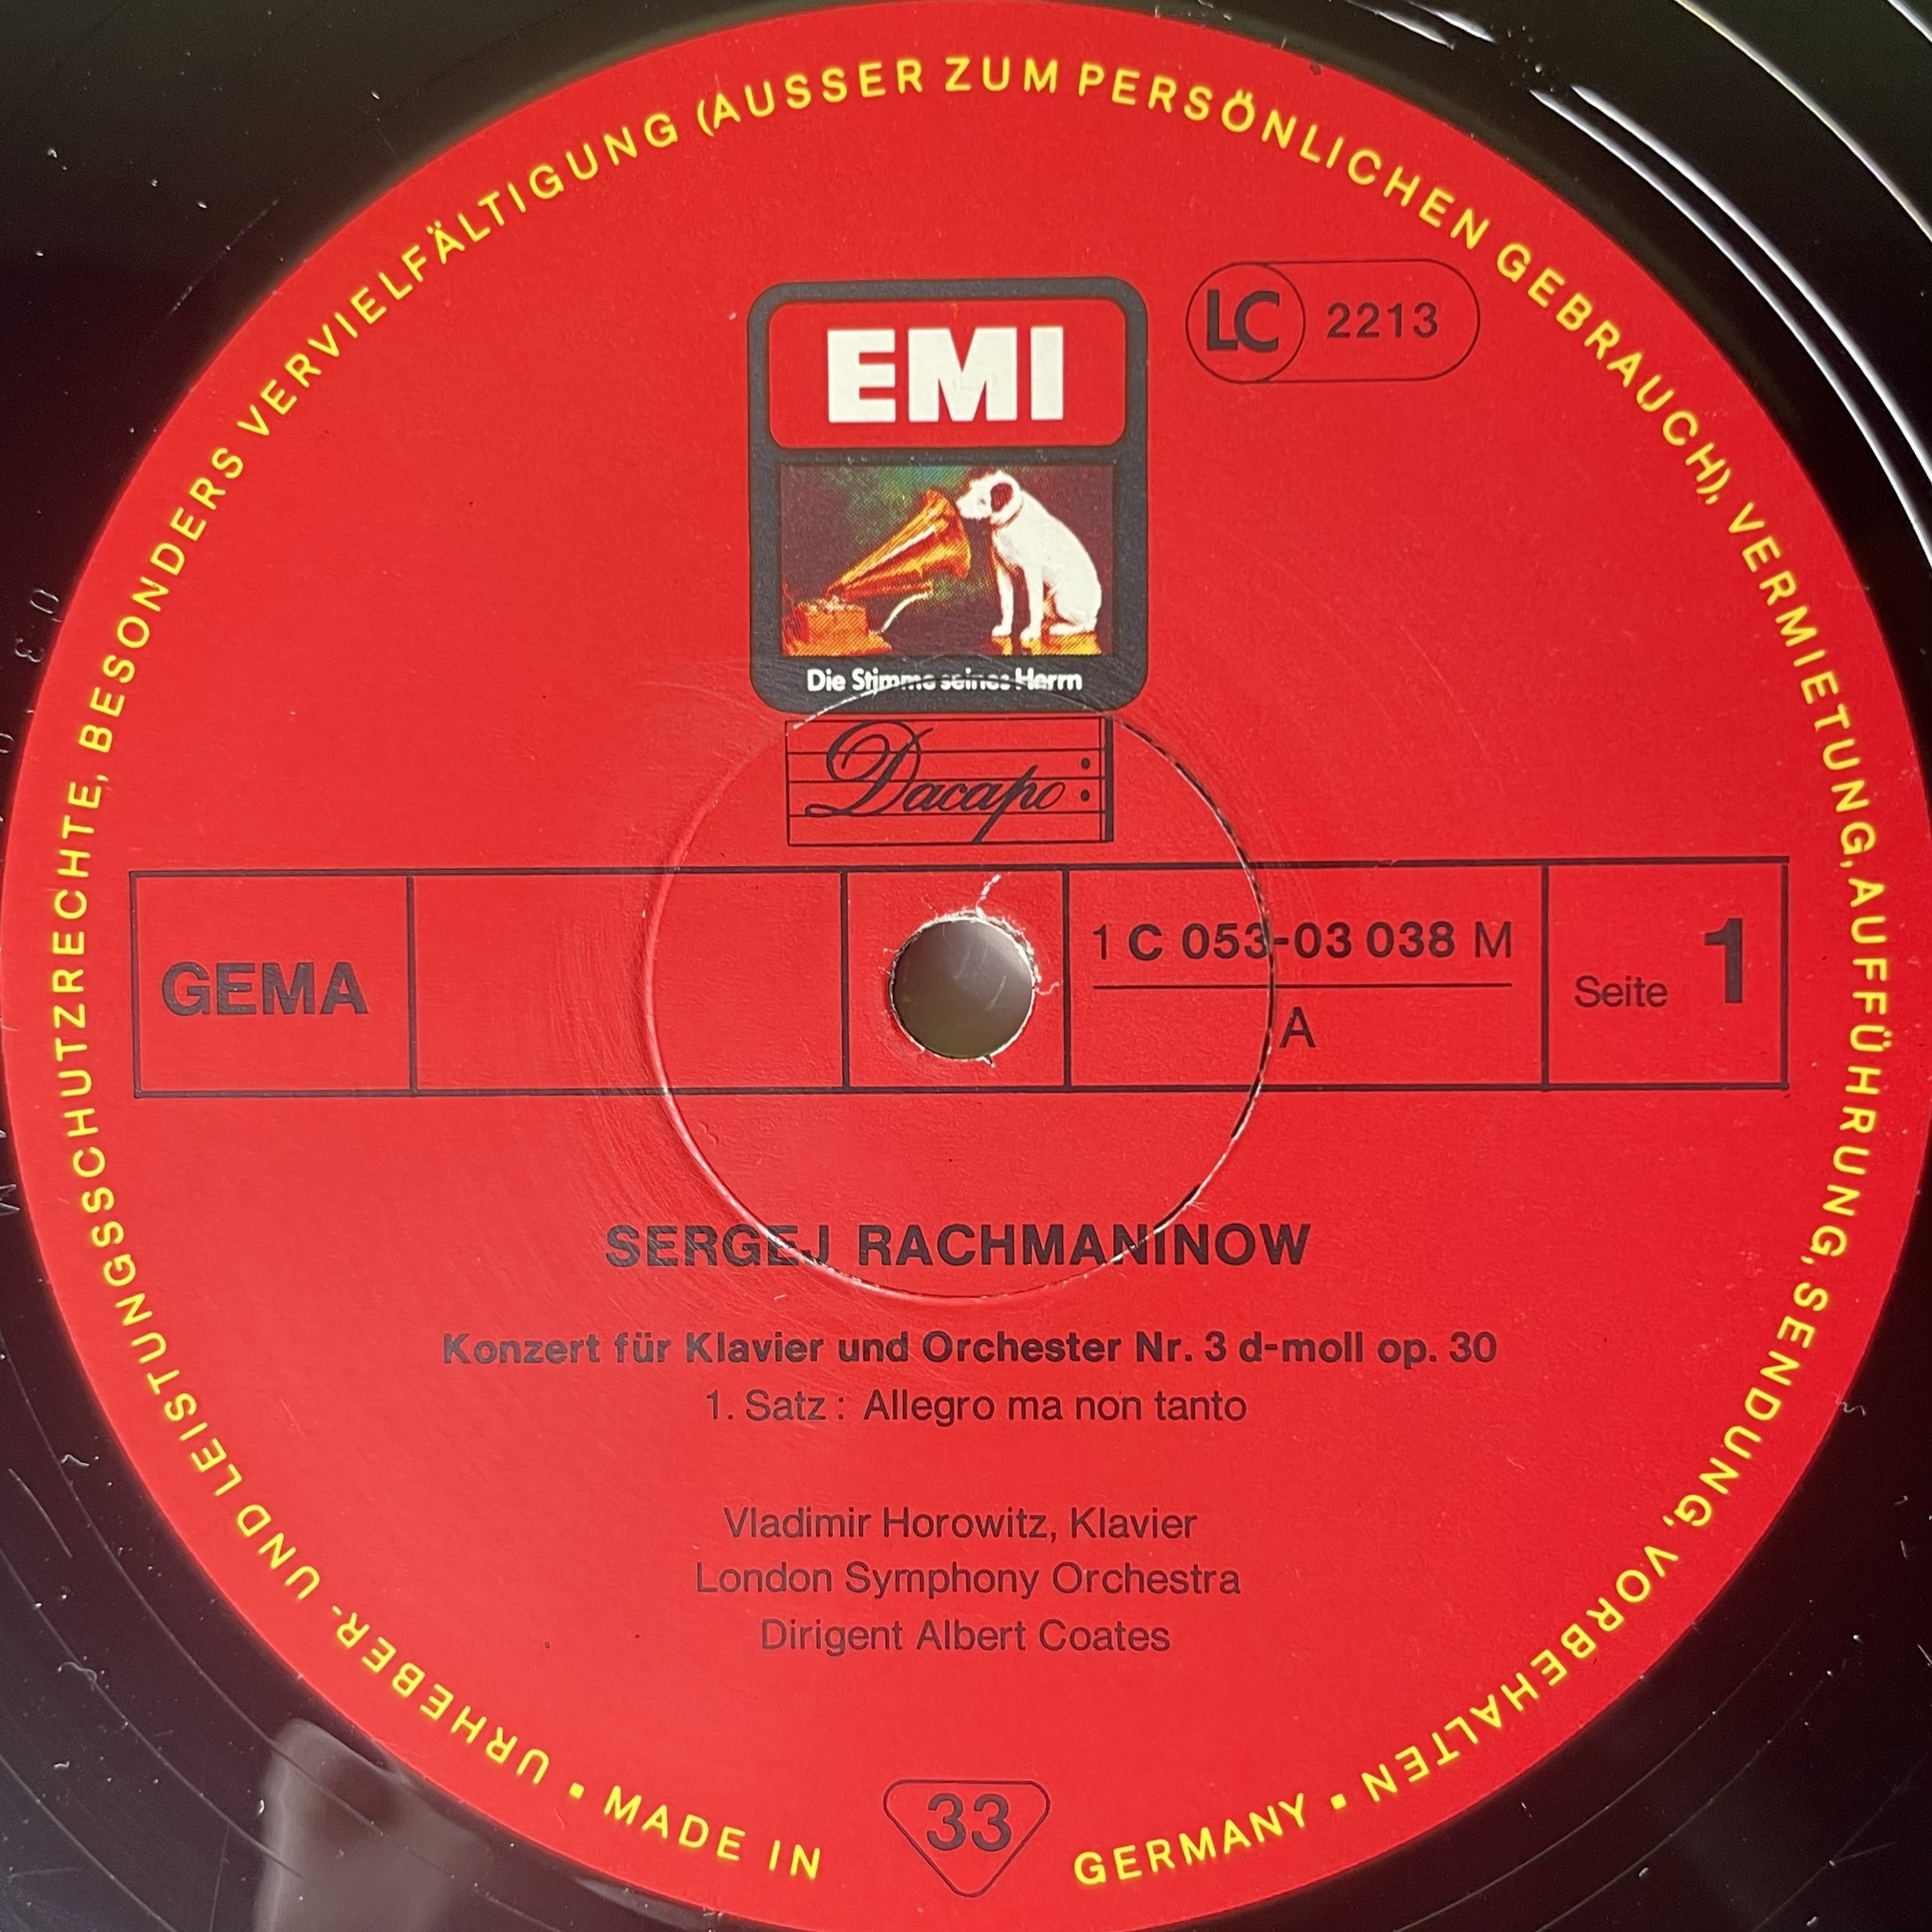 URHEBER- UND LEISTUNGSSCHUTZRECHTE, BESONDERS VERVIELFÄLTIGUNG (AUSSER ZUM PERSÖNLICHEN GEBRAUCH), VERMIETUNG, AUFFÜHRUNG, SENDUNG, VORBEHALTEN ▪
EMI
LC 2213
Die Stimme seines Herrn
Dacapo
GEMA
1 C 053-03 038 M
A
Seite 1
SERGEJ RACHMANINOW
Konzert für Klavier und Orchester Nr. 3 d-moll op. 30
1. Satz: Allegro ma non tanto
Vladimir Horowitz, Klavier
London Symphony Orchestra
Dirigent Albert Coates
33
▪ MADE IN GERMANY